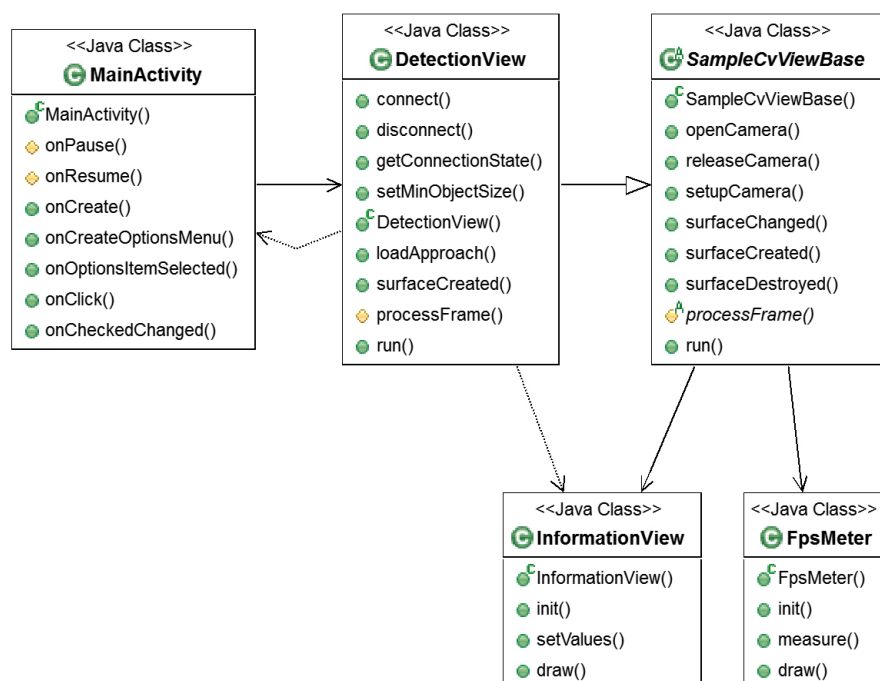 <<Java Class>>
MainActivity
MainActivity()
onPause()
onResume()
onCreate()
onCreateOptionsMenu()
onOptionsItemSelected()
onClick()
onCheckedChanged()
<<Java Class>>
DetectionView
connect()
disconnect()
getConnectionState()
setMinObjectSize()
DetectionView()
loadApproach()
surfaceCreated()
processFrame()
run()
<<Java Class>>
SampleCvViewBase
SampleCvViewBase()
openCamera()
releaseCamera()
setupCamera()
surfaceChanged()
surfaceCreated()
surfaceDestroyed()
processFrame()
run()
<<Java Class>>
InformationView
InformationView()
init()
setValues()
draw()
<<Java Class>>
FpsMeter
FpsMeter()
init()
measure()
draw()